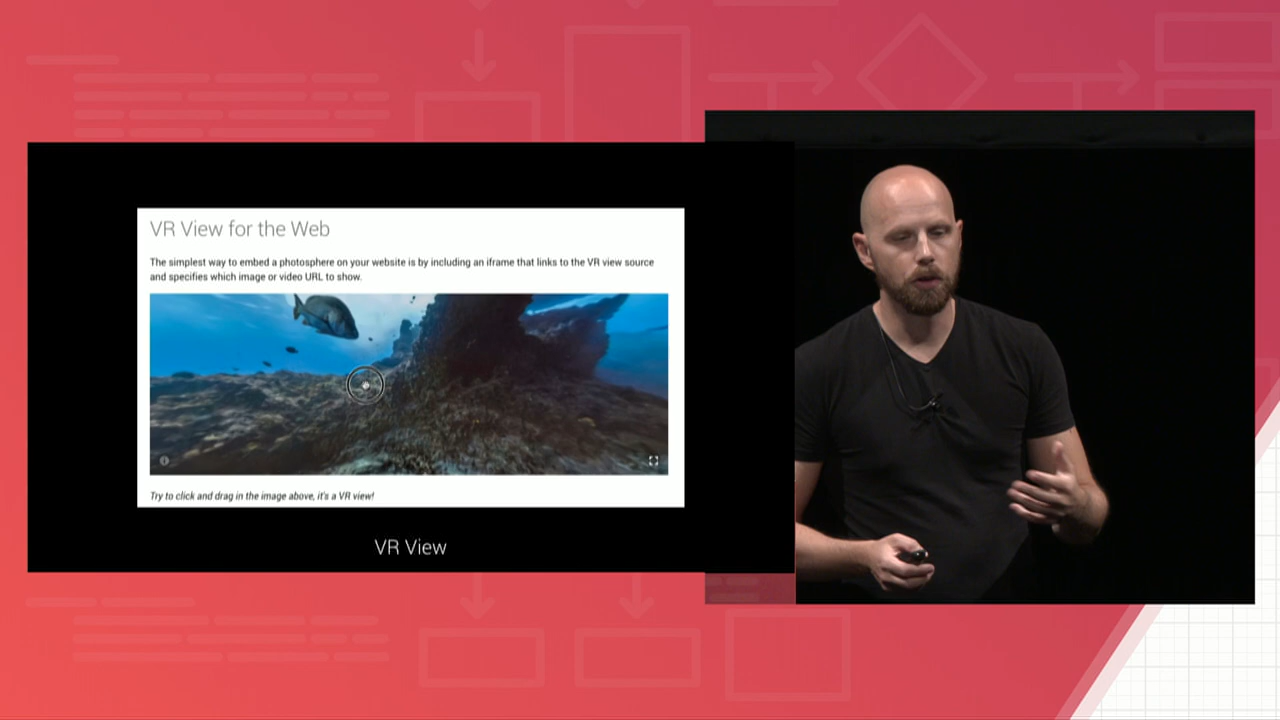 VR View for the Web
The simplest way to embed a photosphere on your website is by including an iframe that links to the VR view source
and specifies which image or video URL to show.
Try to click and drag in the image above, it's a VR view!
VR View